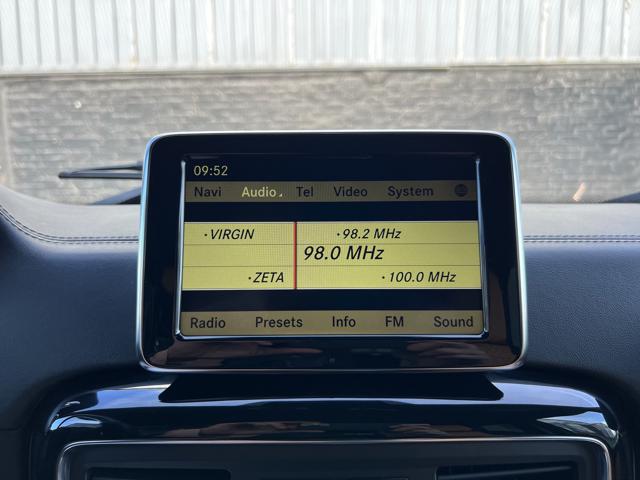 09:52
Navi Audio Tel Video System
•VIRGIN •98.2 MHz
98.0 MHz
•ZETA •100.0 MHz
Radio Presets Info FM Sound